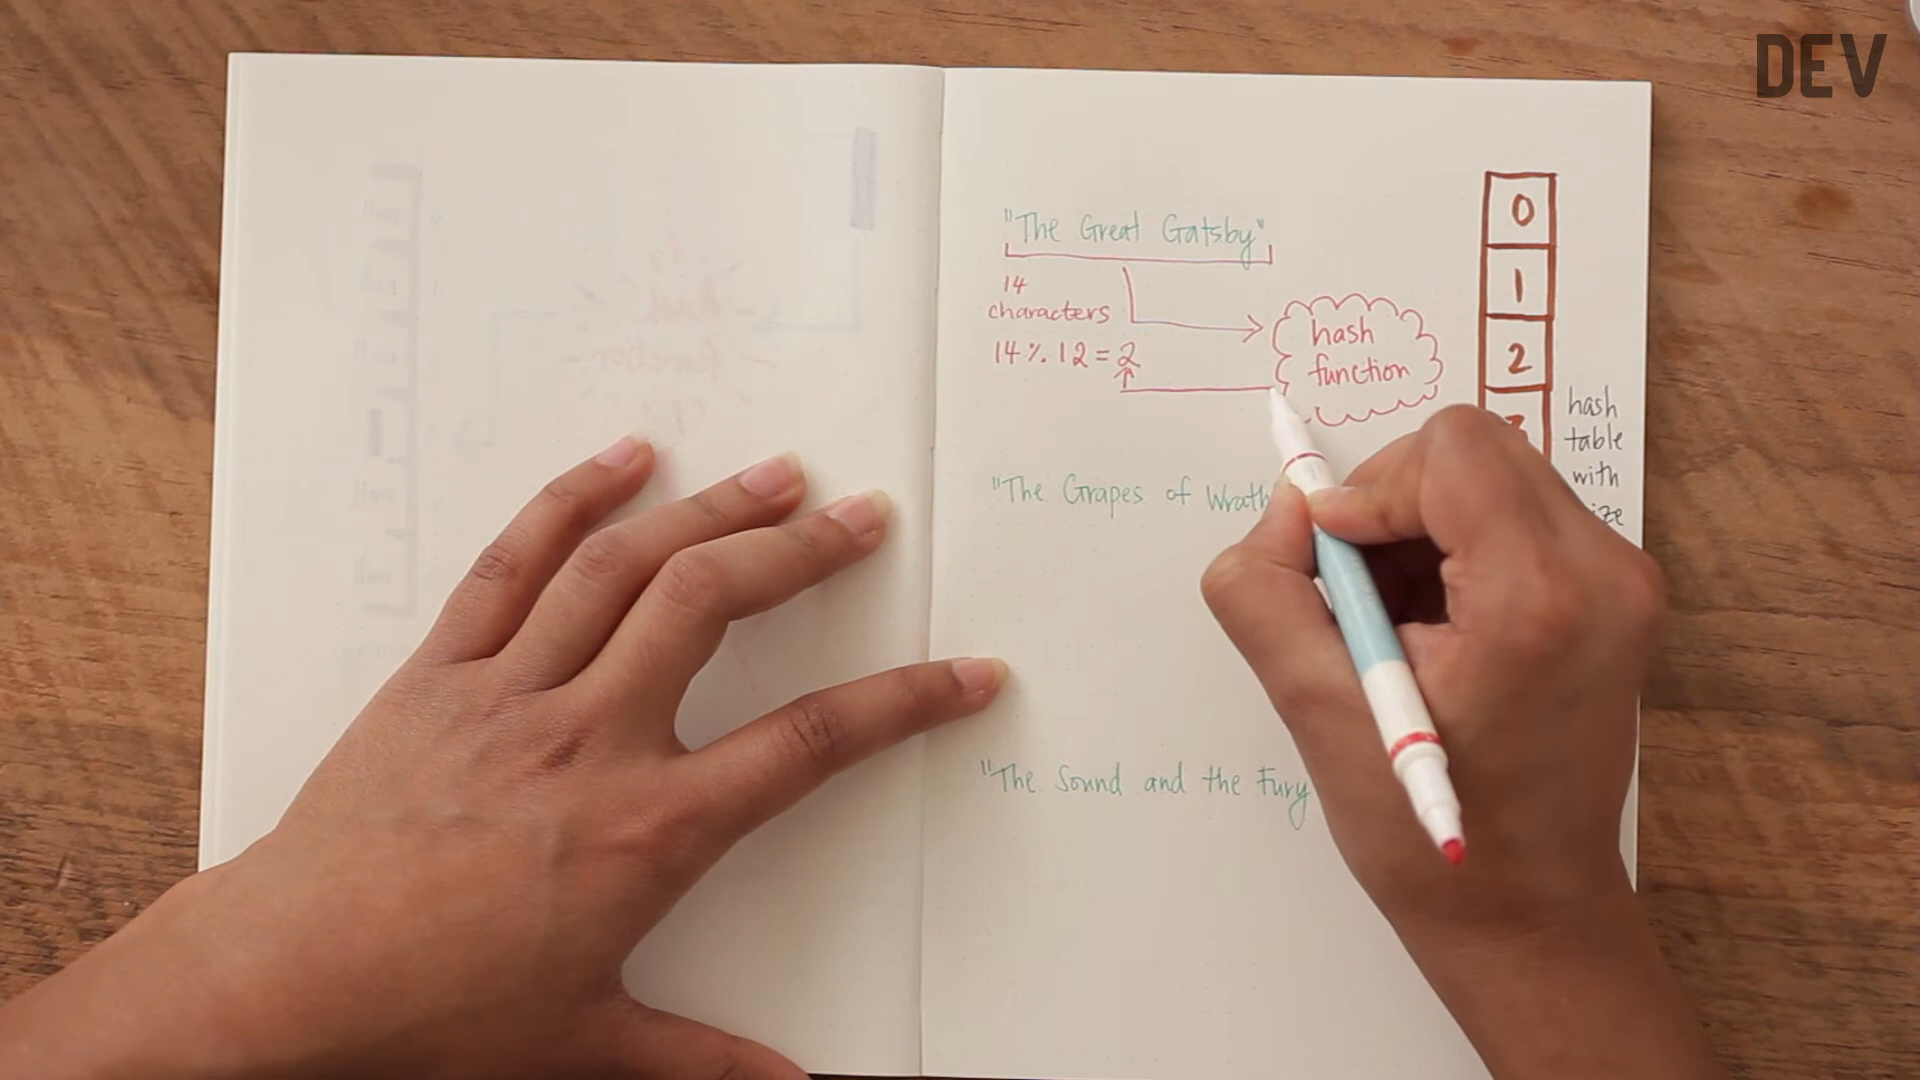 DEV
"The Great Gatsby"
14
characters
14 % 12 = 2
hash
function
0
1
2
hash
table
with
"The Grapes of Wrath
"The Sound and the Fury